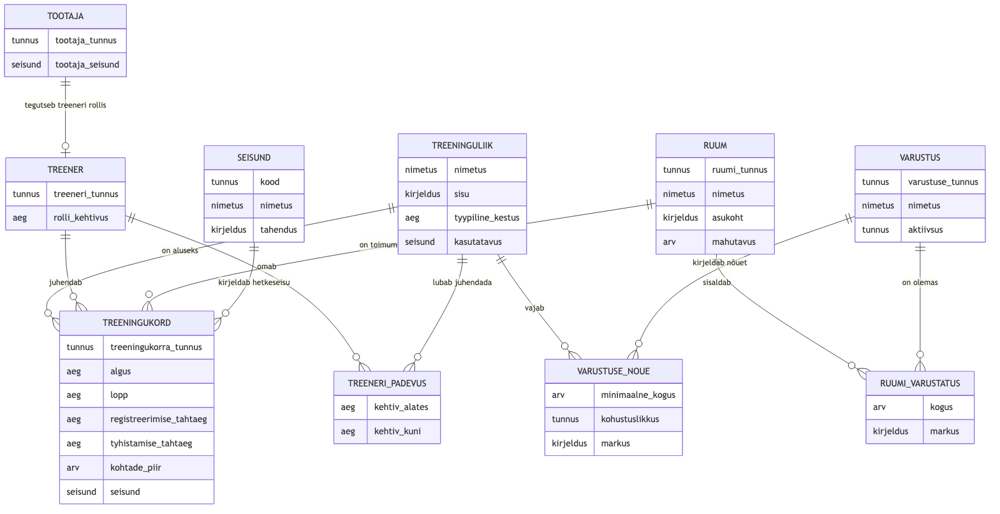 TOOTAJA
tunnus tootaja_tunnus
seisund tootaja_seisund
tegutseb treeneri rollis
TREENER
tunnus treeneri_tunnus
aeg rolli_kehtivus
SEISUND
tunnus kood
nimetus nimetus
kirjeldus tahendus
TREENINGULIIK
nimetus nimetus
kirjeldus sisu
aeg tyypiline_kestus
seisund kasutatavus
RUUM
tunnus ruumi_tunnus
nimetus nimetus
kirjeldus asukoht
arv mahutavus
VARUSTUS
tunnus varustuse_tunnus
nimetus nimetus
tunnus aktiivsus
on aluseks
on toimum
omab
kirjeldab nõuet
juhendab
kirjeldab hetkeseisu
lubab juhendada
sisaldab
on olemas
vajab
TREENINGUKORD
tunnus treeningukorra_tunnus
aeg algus
aeg lopp
aeg registreerimise_tahtaeg
aeg tyhistamise_tahtaeg
arv kohtade_piir
seisund seisund
TREENERI_PADEVUS
aeg kehtiv_alates
aeg kehtiv_kuni
VARUSTUSE_NOUE
arv minimaalne_kogus
tunnus kohustuslikkus
kirjeldus markus
RUUMI_VARUSTATUS
arv kogus
kirjeldus markus